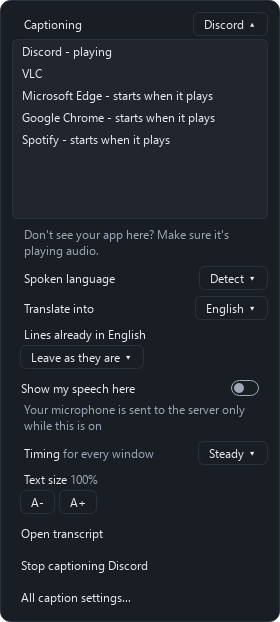 Captioning
Discord ▴
Discord - playing
VLC
Microsoft Edge - starts when it plays
Google Chrome - starts when it plays
Spotify - starts when it plays
Don't see your app here? Make sure it's
playing audio.
Spoken language
Detect ▾
Translate into
English ▾
Lines already in English
Leave as they are ▾
Show my speech here
Your microphone is sent to the server only
while this is on
Timing for every window
Steady ▾
Text size 100%
A-
A+
Open transcript
Stop captioning Discord
All caption settings...